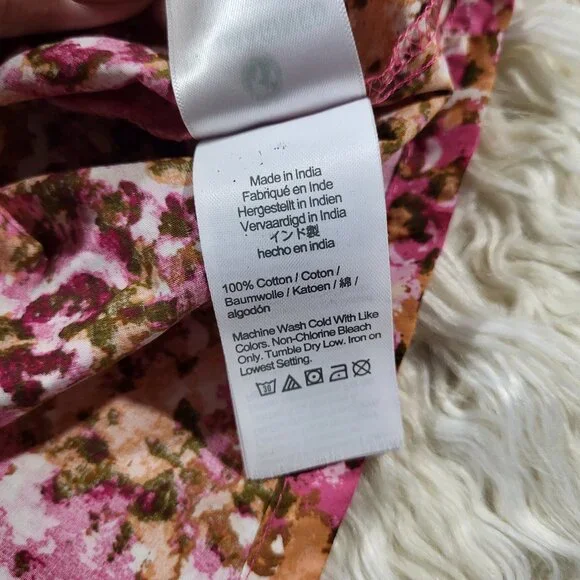 Made in India
Fabriqué en Inde
Hergestellt in Indien
Vervaardigd in India
インド製
hecho en india
100% Cotton / Coton /
Baumwolle / Katoen / 綿 /
algodón
Machine Wash Cold With Like
Colors. Non-Chlorine Bleach
Only. Tumble Dry Low. Iron on
Lowest Setting.
30